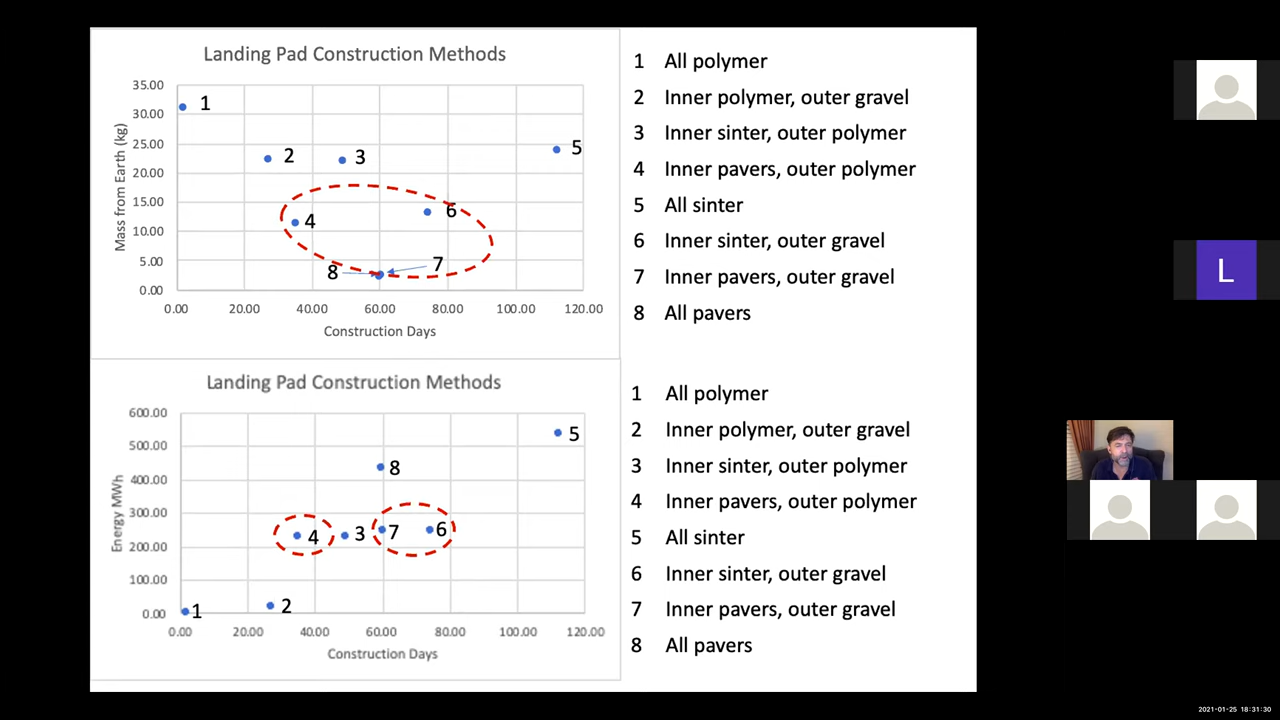 Landing Pad Construction Methods
35.00
30.00
25.00
20.00
15.00
10.00
5.00
0.00
Mass from Earth (kg)
1
2
3
5
4
6
8
7
0.00 20.00 40.00 60.00 80.00 100.00 120.00
Construction Days
1 All polymer
2 Inner polymer, outer gravel
3 Inner sinter, outer polymer
4 Inner pavers, outer polymer
5 All sinter
6 Inner sinter, outer gravel
7 Inner pavers, outer gravel
8 All pavers
Landing Pad Construction Methods
600.00
500.00
400.00
300.00
200.00
100.00
0.00
Energy MWh
5
8
4
3
7
6
1
2
0.00 20.00 40.00 60.00 80.00 100.00 120.00
Construction Days
1 All polymer
2 Inner polymer, outer gravel
3 Inner sinter, outer polymer
4 Inner pavers, outer polymer
5 All sinter
6 Inner sinter, outer gravel
7 Inner pavers, outer gravel
8 All pavers
L
2021-01-25 18:31:30